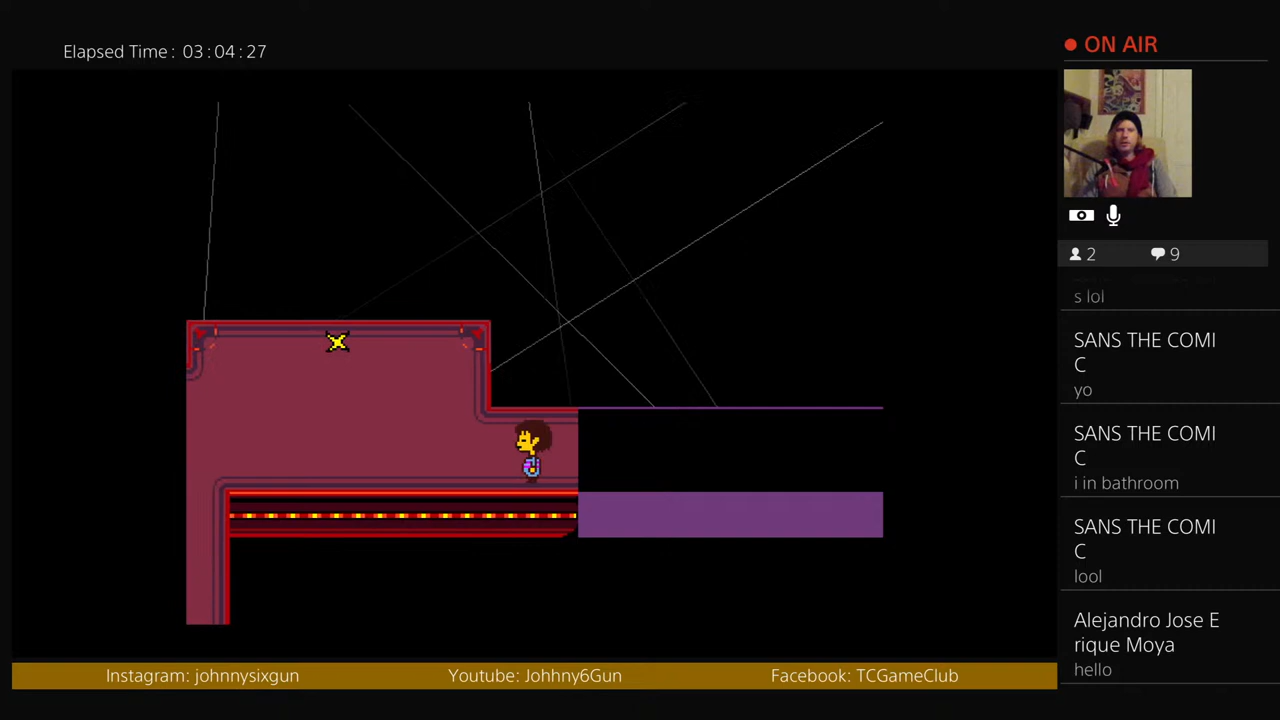 Elapsed Time: 03:04:27
ON AIR
2 9
s lol
SANS THE COMI
C
yo
SANS THE COMI
C
i in bathroom
SANS THE COMI
C
lool
Alejandro Jose E
rique Moya
hello
Instagram: johnnysixgun Youtube: Johhny6Gun Facebook: TCGameClub